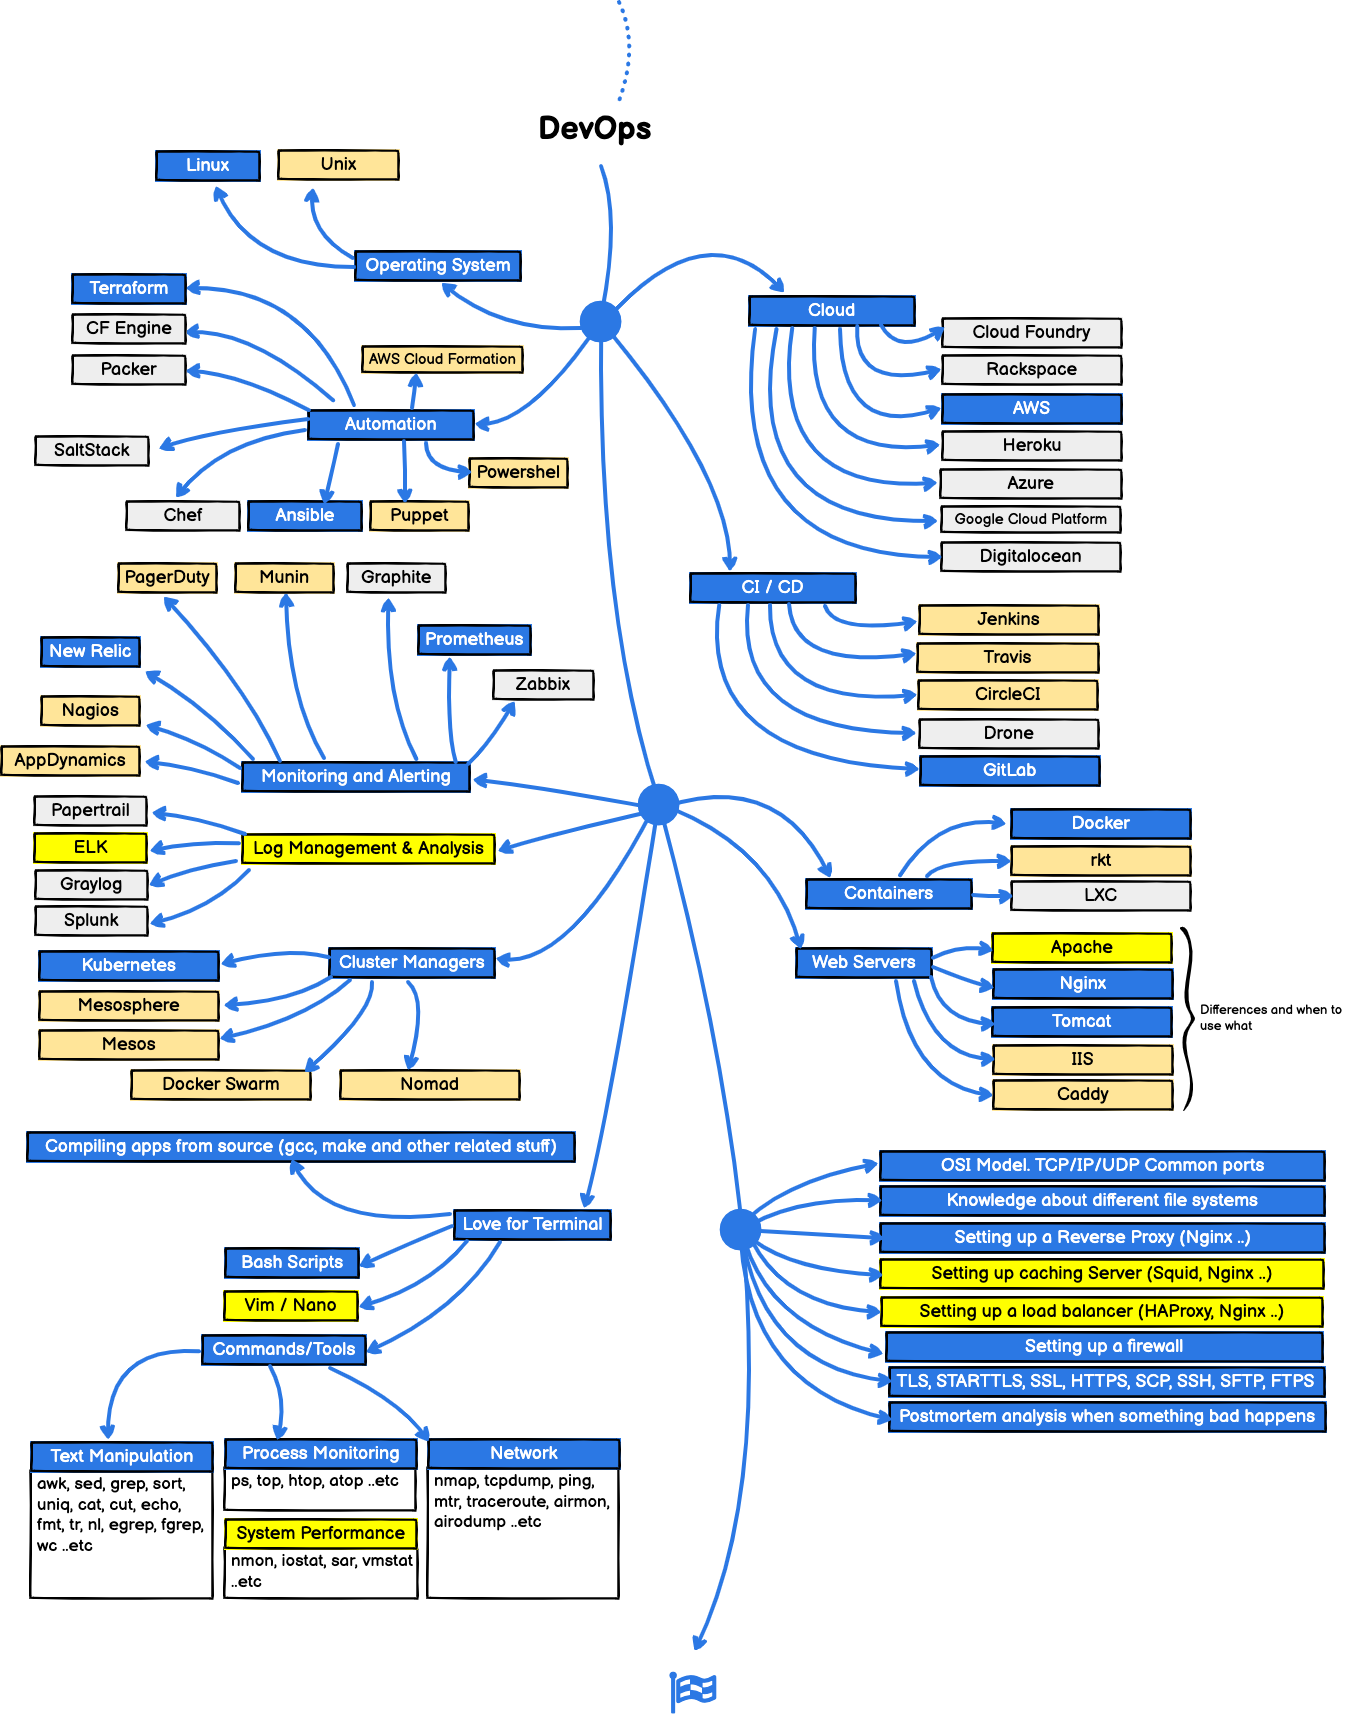 DevOps
Linux
Unix
Operating System
Terraform
CF Engine
Packer
AWS Cloud Formation
Automation
SaltStack
Powershel
Chef
Ansible
Puppet
Cloud
Cloud Foundry
Rackspace
AWS
Heroku
Azure
Google Cloud Platform
Digitalocean
CI / CD
Jenkins
Travis
CircleCI
Drone
GitLab
PagerDuty
Munin
Graphite
Prometheus
New Relic
Zabbix
Nagios
AppDynamics
Monitoring and Alerting
Papertrail
ELK
Log Management & Analysis
Graylog
Splunk
Containers
Docker
rkt
LXC
Web Servers
Apache
Nginx
Tomcat
IIS
Caddy
Differences and when to
use what
Kubernetes
Cluster Managers
Mesosphere
Mesos
Docker Swarm
Nomad
Compiling apps from source (gcc, make and other related stuff)
Love for Terminal
Bash Scripts
Vim / Nano
Commands/Tools
OSI Model. TCP/IP/UDP Common ports
Knowledge about different file systems
Setting up a Reverse Proxy (Nginx ..)
Setting up caching Server (Squid, Nginx ..)
Setting up a load balancer (HAProxy, Nginx ..)
Setting up a firewall
TLS, STARTTLS, SSL, HTTPS, SCP, SSH, SFTP, FTPS
Postmortem analysis when something bad happens
Text Manipulation
awk, sed, grep, sort,
uniq, cat, cut, echo,
fmt, tr, nl, egrep, fgrep,
wc ..etc
Process Monitoring
ps, top, htop, atop ..etc
System Performance
nmon, iostat, sar, vmstat
..etc
Network
nmap, tcpdump, ping,
mtr, traceroute, airmon,
airodump ..etc